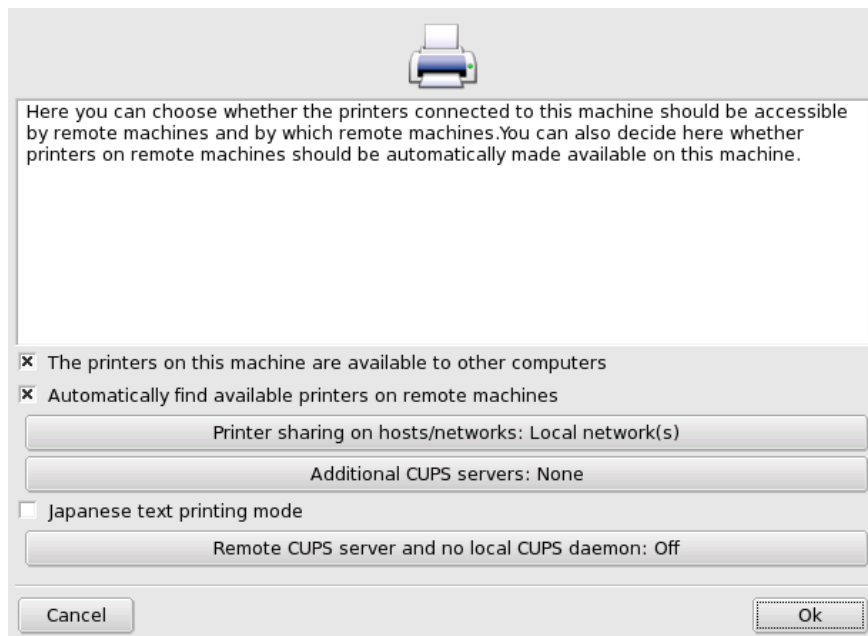 Here you can choose whether the printers connected to this machine should be accessible
by remote machines and by which remote machines.You can also decide here whether
printers on remote machines should be automatically made available on this machine.
The printers on this machine are available to other computers
Automatically find available printers on remote machines
Printer sharing on hosts/networks: Local network(s)
Additional CUPS servers: None
Japanese text printing mode
Remote CUPS server and no local CUPS daemon: Off
Cancel
Ok